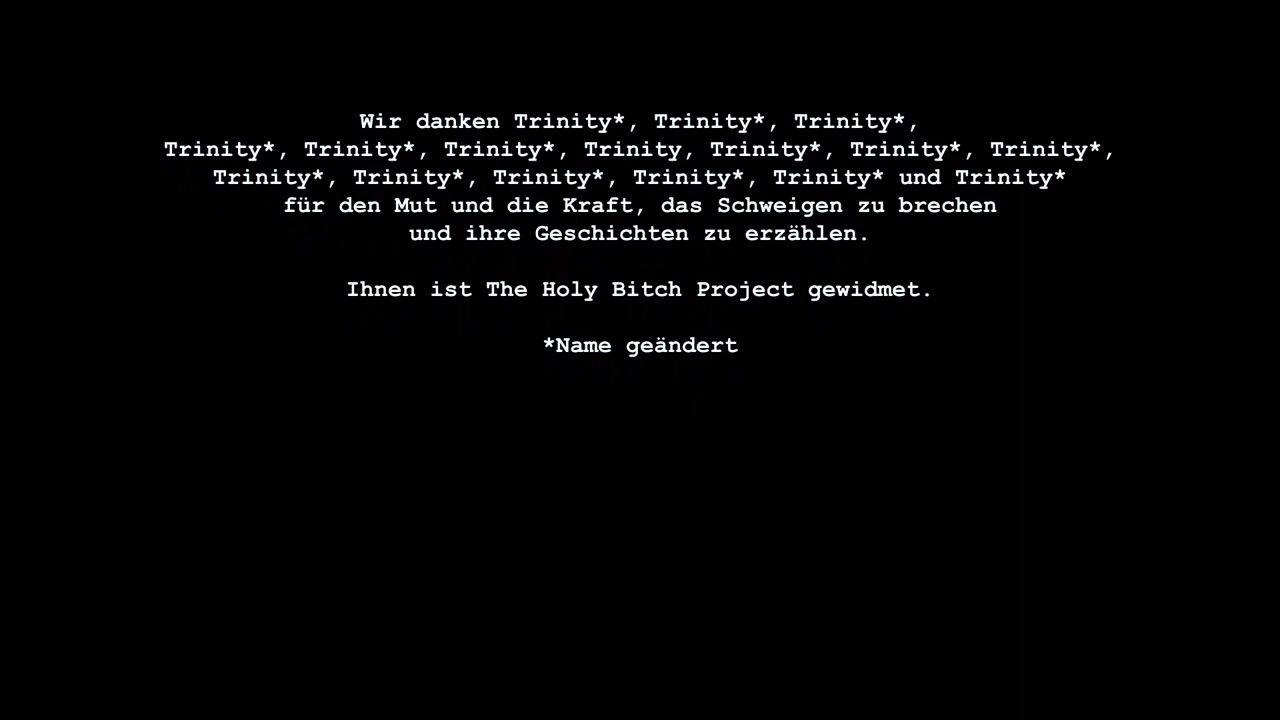 Wir danken Trinity*, Trinity*, Trinity*,
Trinity*, Trinity*, Trinity*, Trinity, Trinity*, Trinity*, Trinity*,
Trinity*, Trinity*, Trinity*, Trinity*, Trinity* und Trinity*
für den Mut und die Kraft, das Schweigen zu brechen
und ihre Geschichten zu erzählen.
Ihnen ist The Holy Bitch Project gewidmet.
*Name geändert